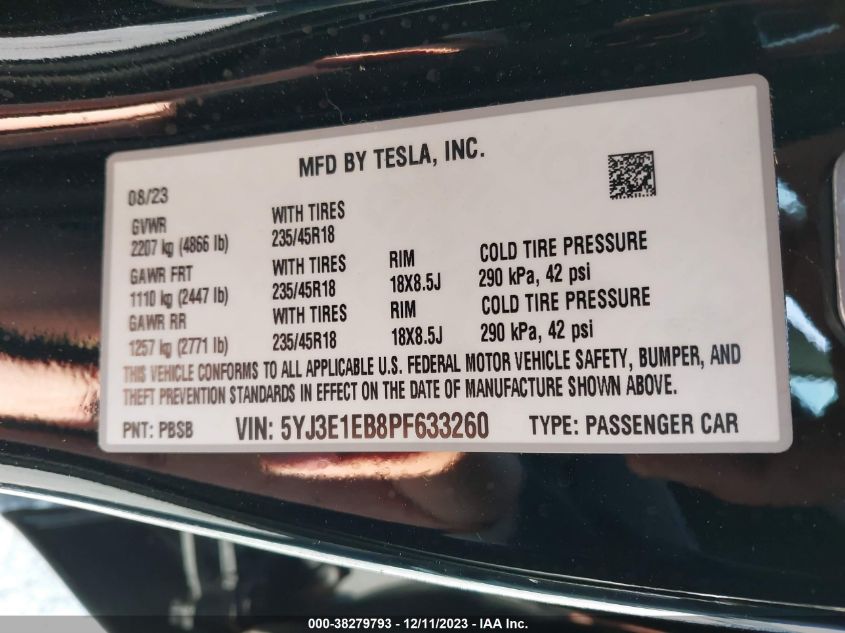 MFD BY TESLA, INC.
08/23
GVWR
2207 kg (4866 lb)
WITH TIRES
235/45R18
GAWR FRT
1110 kg (2447 lb)
WITH TIRES
235/45R18
RIM
18X8.5J
COLD TIRE PRESSURE
290 kPa, 42 psi
GAWR RR
1257 kg (2771 lb)
WITH TIRES
235/45R18
RIM
18X8.5J
COLD TIRE PRESSURE
290 kPa, 42 psi
THIS VEHICLE CONFORMS TO ALL APPLICABLE U.S. FEDERAL MOTOR VEHICLE SAFETY, BUMPER, AND
THEFT PREVENTION STANDARDS IN EFFECT ON THE DATE OF MANUFACTURE SHOWN ABOVE.
PNT: PBSB VIN: 5YJ3E1EB8PF633260 TYPE: PASSENGER CAR
000-38279793 - 12/11/2023 - IAA Inc.